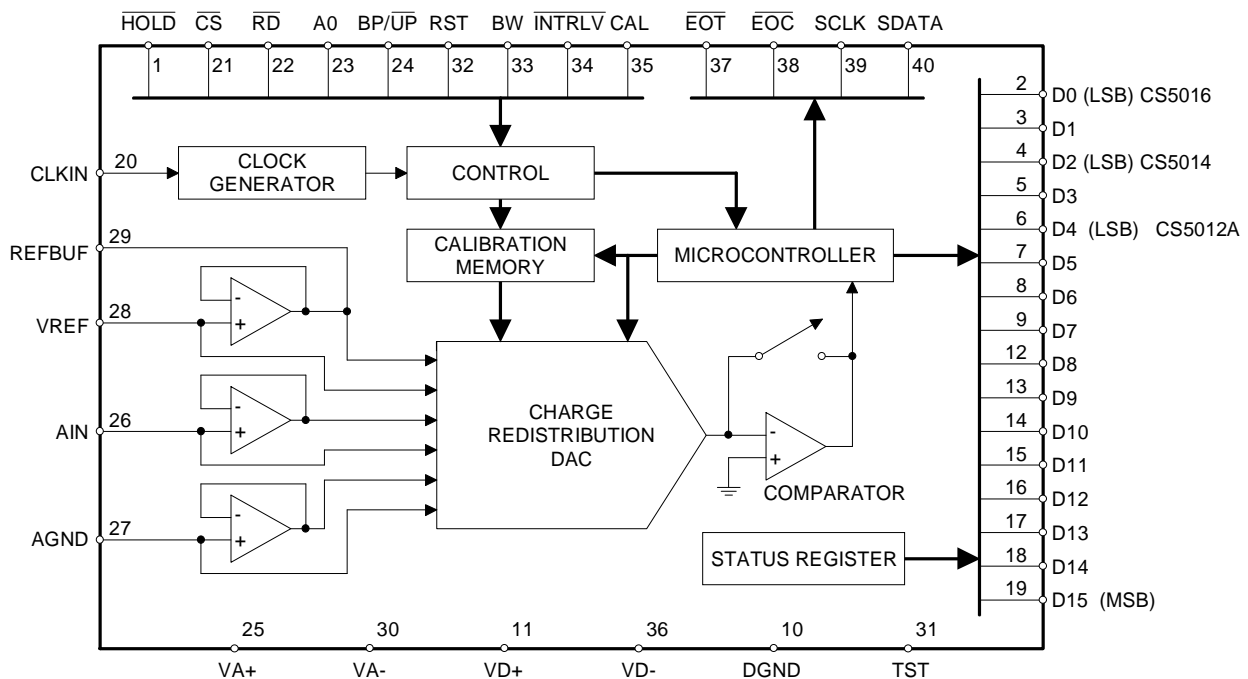 HOLD CS RD A0 BP/UP RST BW INTRLV CAL EOT EOC SCLK SDATA
1 21 22 23 24 32 33 34 35 37 38 39 40
2 D0 (LSB) CS5016
3 D1
4 D2 (LSB) CS5014
5 D3
6 D4 (LSB) CS5012A
7 D5
8 D6
9 D7
12 D8
13 D9
14 D10
15 D11
16 D12
17 D13
18 D14
19 D15 (MSB)
CLKIN 20
CLOCK
GENERATOR
CONTROL
REFBUF 29
CALIBRATION
MEMORY
MICROCONTROLLER
VREF 28
-
+
AIN 26
-
+
AGND 27
-
+
CHARGE
REDISTRIBUTION
DAC
-
+
COMPARATOR
STATUS REGISTER
25 30 11 36 10 31
VA+ VA- VD+ VD- DGND TST